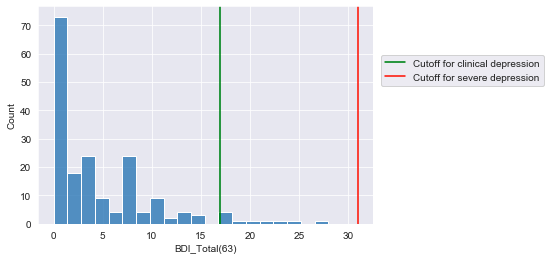 70
60
50
40
30
20
10
0
Count
0 5 10 15 20 25 30
BDI_Total(63)
Cutoff for clinical depression
Cutoff for severe depression